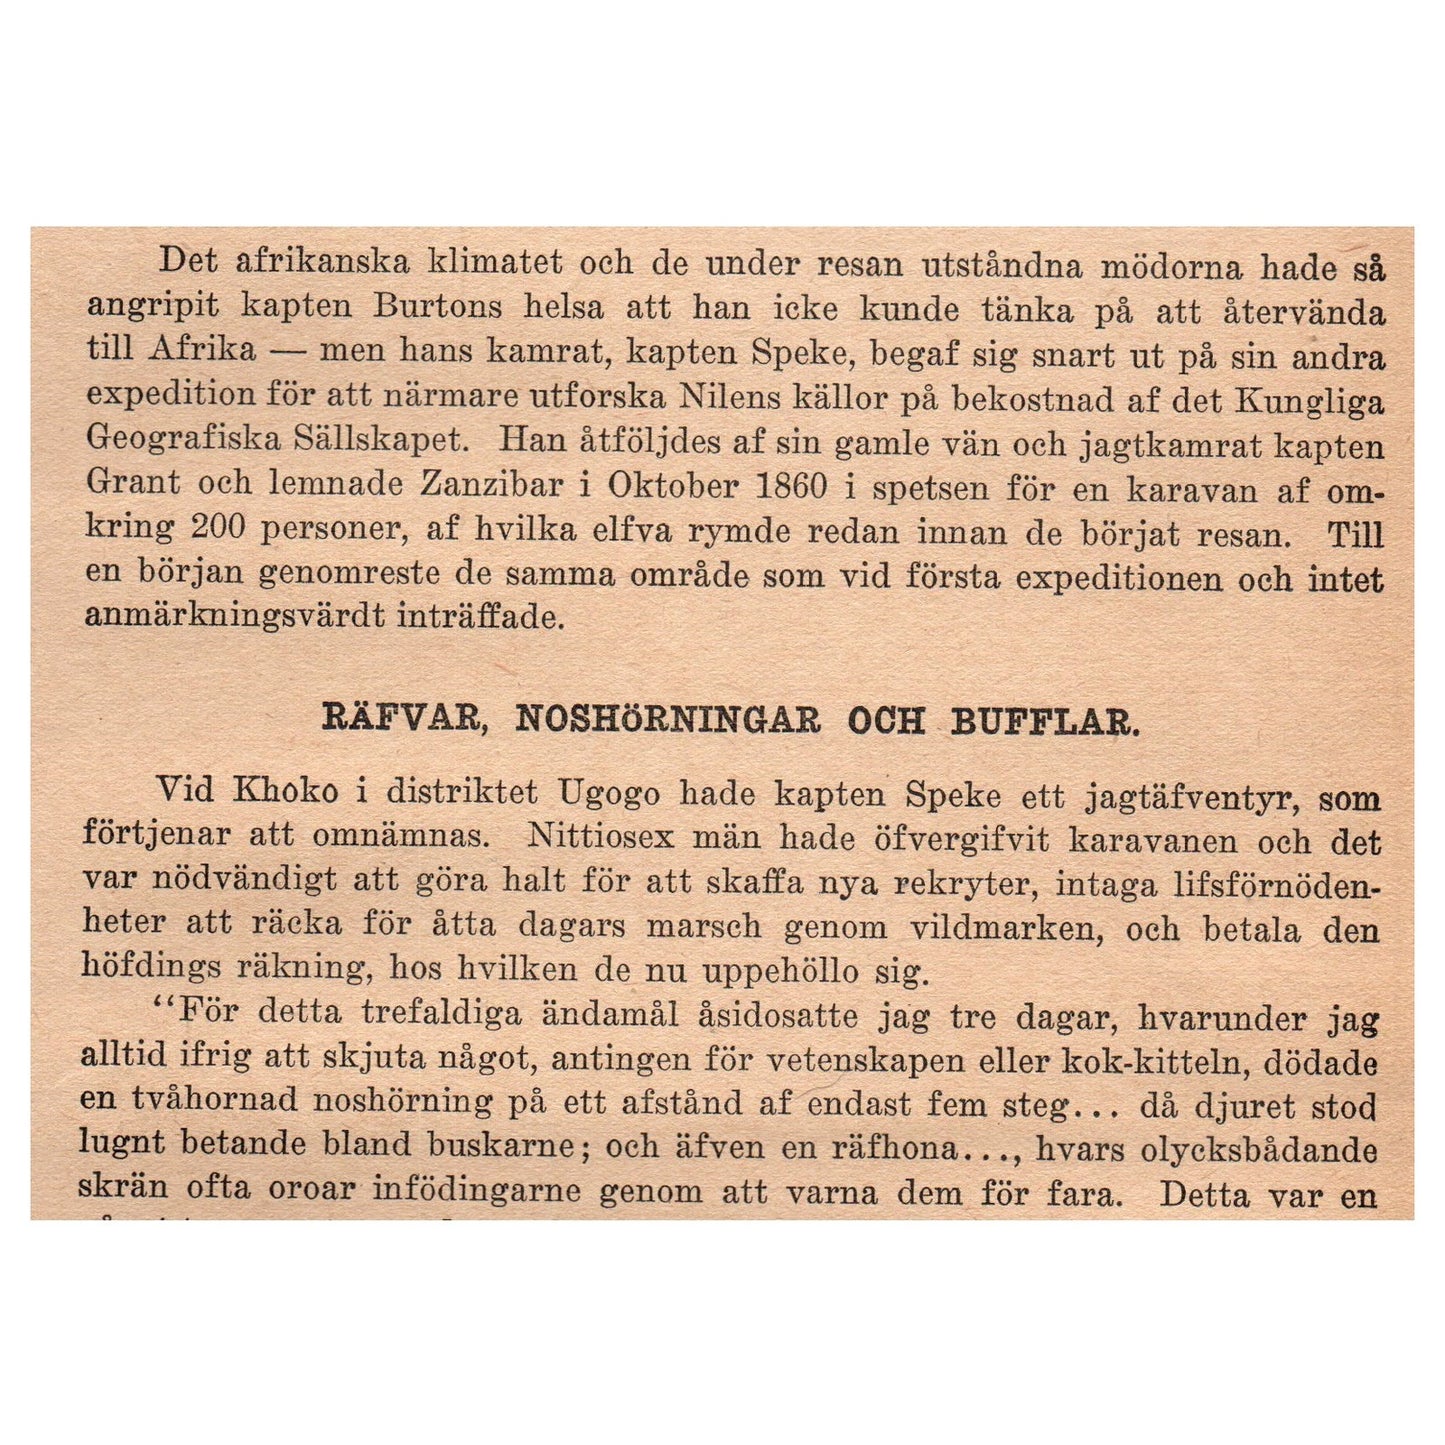 Det afrikanska klimatet och de under resan utståndna mödorna hade så
angripit kapten Burtons helsa att han icke kunde tänka på att återvända
till Afrika — men hans kamrat, kapten Speke, begaf sig snart ut på sin andra
expedition för att närmare utforska Nilens källor på bekostnad af det Kungliga
Geografiska Sällskapet. Han åtföljdes af sin gamle vän och jagtkamrat kapten
Grant och lemnade Zanzibar i Oktober 1860 i spetsen för en karavan af om-
kring 200 personer, af hvilka elfva rymde redan innan de börjat resan. Till
en början genomreste de samma område som vid första expeditionen och intet
anmärkningsvärdt inträffade.
RÄFVAR, NOSHÖRNINGAR OCH BUFFLAR.
Vid Khoko i distriktet Ugogo hade kapten Speke ett jagtäfventyr, som
förtjenar att omnämnas. Nittiosex män hade öfvergifvit karavanen och det
var nödvändigt att göra halt för att skaffa nya rekryter, intaga lifsförnöden-
heter att räcka för åtta dagars marsch genom vildmarken, och betala den
höfdings räkning, hos hvilken de nu uppehöllo sig.
“För detta trefaldiga ändamål åsidosatte jag tre dagar, hvarunder jag
alltid ifrig att skjuta något, antingen för vetenskapen eller kok-kitteln, dödade
en tvåhornad noshörning på ett afstånd af endast fem steg... då djuret stod
lugnt betande bland buskarne; och äfven en räfhona..., hvars olycksbådande
skrän ofta oroar infödingarne genom att varna dem för fara. Detta var en